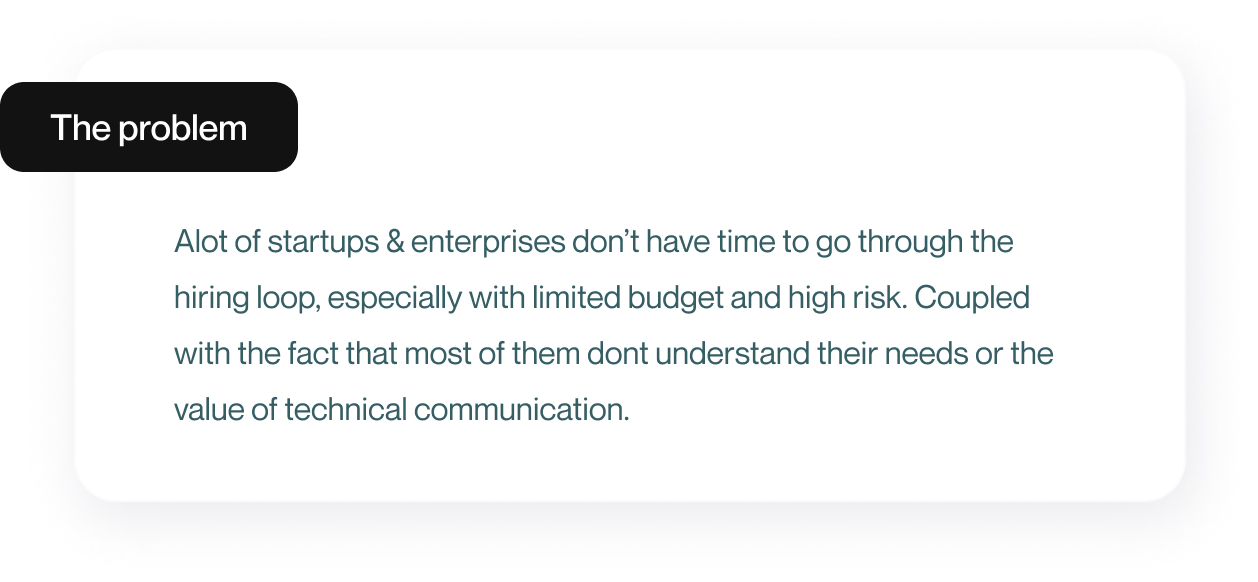 The problem
Alot of startups & enterprises don’t have time to go through the
hiring loop, especially with limited budget and high risk. Coupled
with the fact that most of them dont understand their needs or the
value of technical communication.